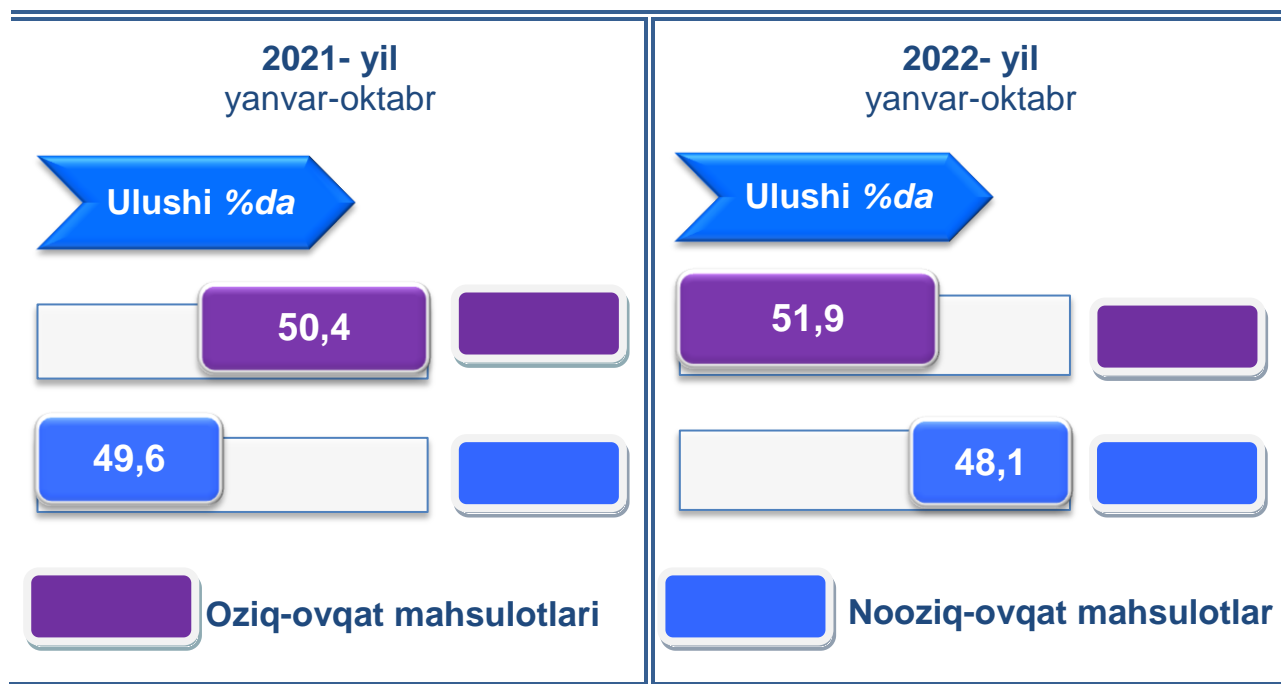 2021- yil
yanvar-oktabr
Ulushi %da
50,4
49,6
Oziq-ovqat mahsulotlari
2022- yil
yanvar-oktabr
Ulushi %da
51,9
48,1
Nooziq-ovqat mahsulotlar